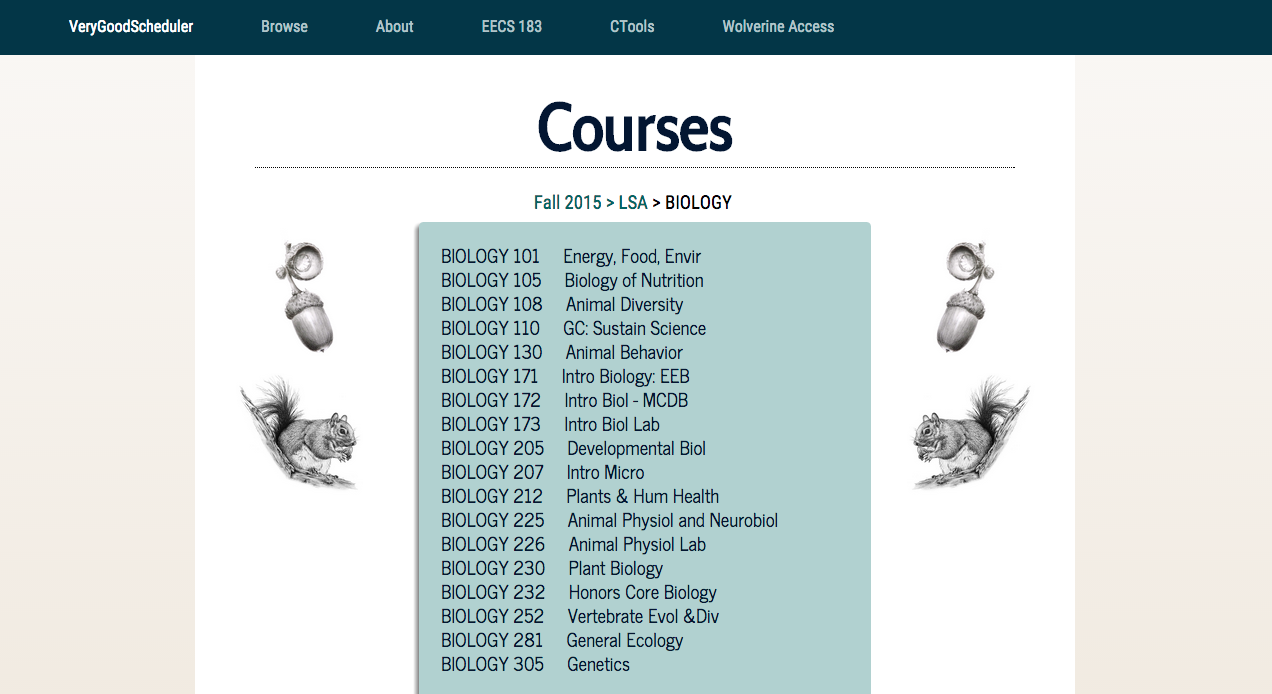 VeryGoodScheduler Browse About EECS 183 CTools Wolverine Access
Courses
Fall 2015 > LSA > BIOLOGY
BIOLOGY 101 Energy, Food, Envir
BIOLOGY 105 Biology of Nutrition
BIOLOGY 108 Animal Diversity
BIOLOGY 110 GC: Sustain Science
BIOLOGY 130 Animal Behavior
BIOLOGY 171 Intro Biology: EEB
BIOLOGY 172 Intro Biol - MCDB
BIOLOGY 173 Intro Biol Lab
BIOLOGY 205 Developmental Biol
BIOLOGY 207 Intro Micro
BIOLOGY 212 Plants & Hum Health
BIOLOGY 225 Animal Physiol and Neurobiol
BIOLOGY 226 Animal Physiol Lab
BIOLOGY 230 Plant Biology
BIOLOGY 232 Honors Core Biology
BIOLOGY 252 Vertebrate Evol &Div
BIOLOGY 281 General Ecology
BIOLOGY 305 Genetics